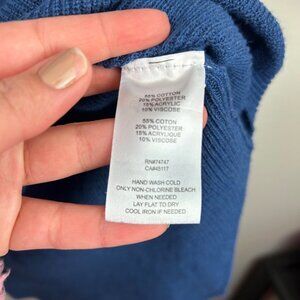 55% COTTON
20% POLYESTER
15% ACRYLIC
10% VISCOSE
55% COTON
20% POLYESTER
15% ACRYLIQUE
10% VISCOSE
RN#74747
CA#45117
HAND WASH COLD
ONLY NON-CHLORINE BLEACH
WHEN NEEDED
LAY FLAT TO DRY
COOL IRON IF NEEDED